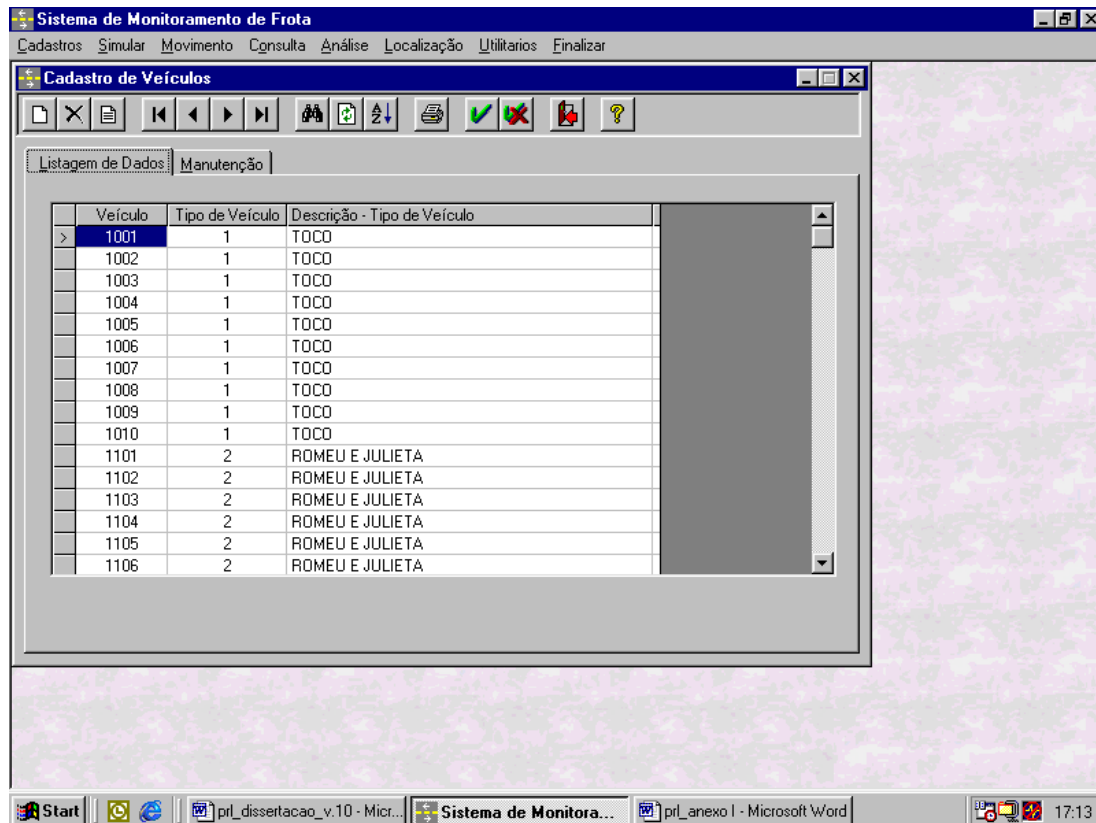 Sistema de Monitoramento de Frota
Cadastros Simular Movimento Consulta Análise Localização Utilitarios Finalizar
Cadastro de Veículos
Listagem de Dados Manutenção
Veículo Tipo de Veículo Descrição - Tipo de Veículo
> 1001 1 TOCO
1002 1 TOCO
1003 1 TOCO
1004 1 TOCO
1005 1 TOCO
1006 1 TOCO
1007 1 TOCO
1008 1 TOCO
1009 1 TOCO
1010 1 TOCO
1101 2 ROMEU E JULIETA
1102 2 ROMEU E JULIETA
1103 2 ROMEU E JULIETA
1104 2 ROMEU E JULIETA
1105 2 ROMEU E JULIETA
1106 2 ROMEU E JULIETA
Start prl_dissertacao_v.10 - Micr... Sistema de Monitora... prl_anexo I - Microsoft Word 17:13